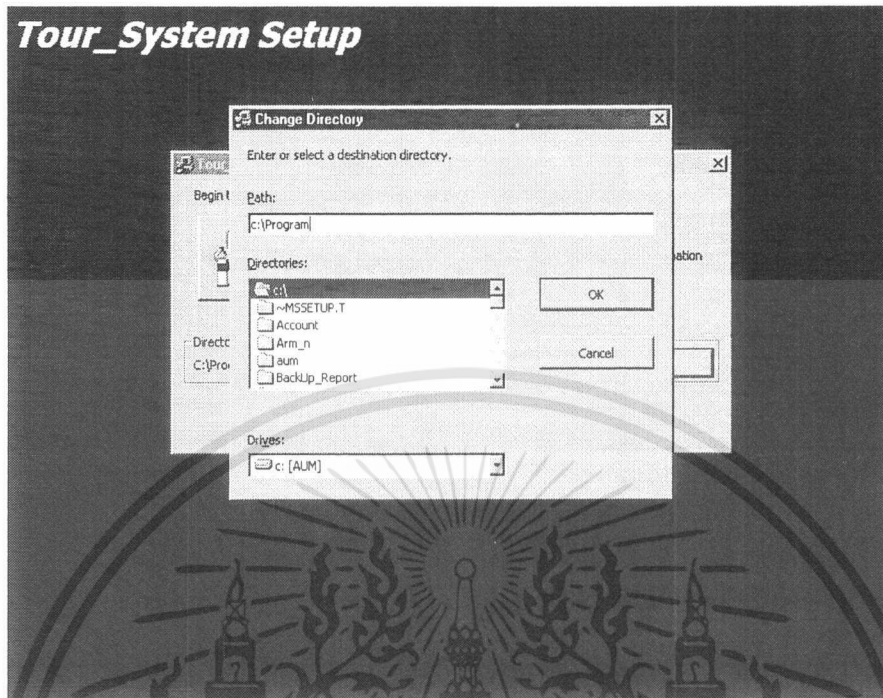 Tour_System Setup
Change Directory
Enter or select a destination directory.
Tour
Begin
Path:
c:\Program
ation
Directories:
c:\
~MSSETUP.T
Account
Arm_n
aum
BackUp_Report
OK
Cancel
Directo
C:\Pro
Drives:
c: [AUM]